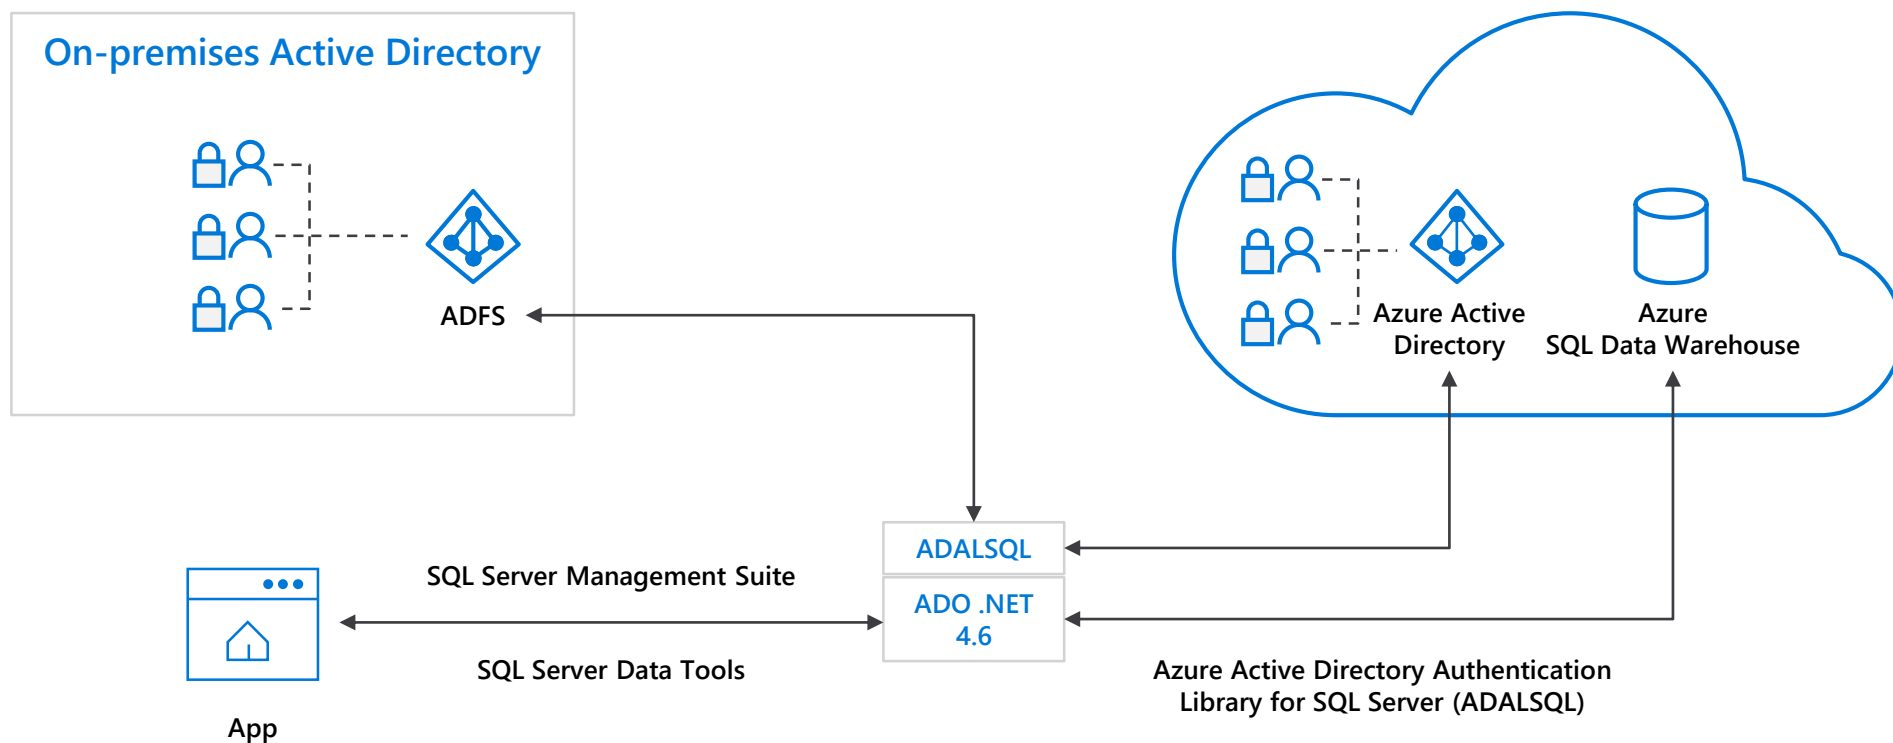 On-premises Active Directory
ADFS
Azure Active
Directory
Azure
SQL Data Warehouse
ADALSQL
ADO .NET
4.6
SQL Server Management Suite
SQL Server Data Tools
App
Azure Active Directory Authentication
Library for SQL Server (ADALSQL)